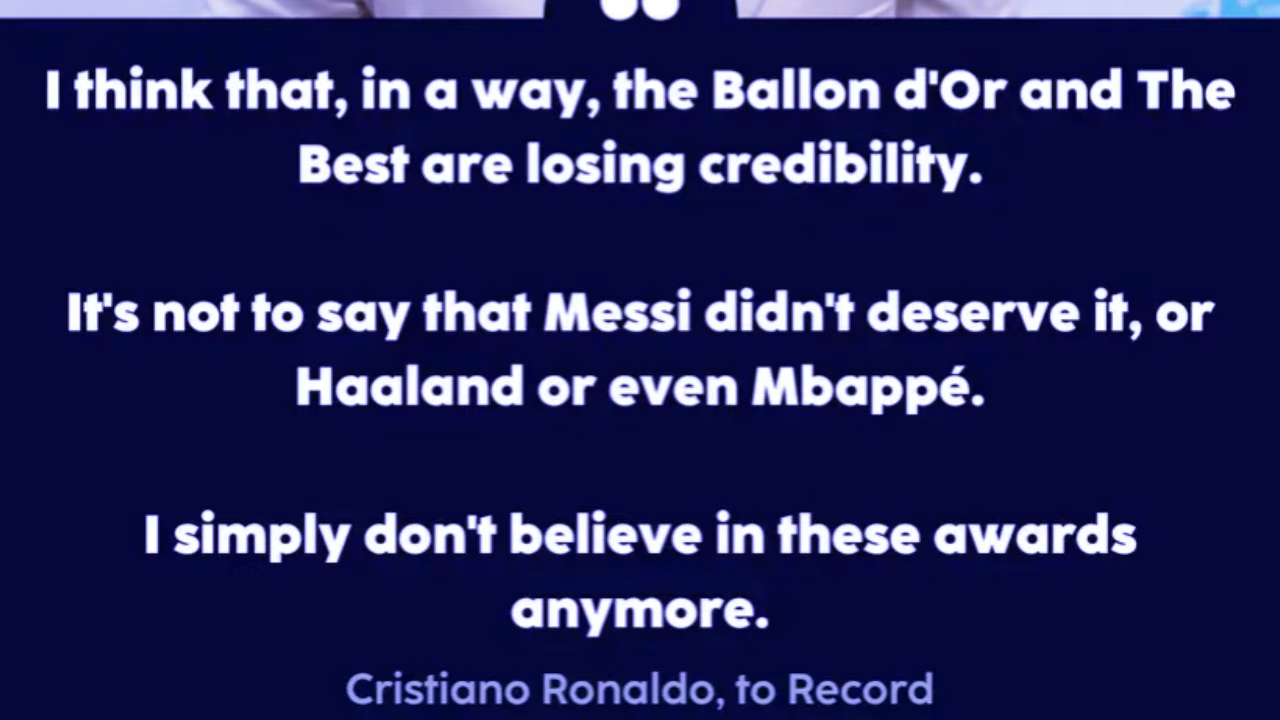 I think that, in a way, the Ballon d'Or and The
Best are losing credibility.
It's not to say that Messi didn't deserve it, or
Haaland or even Mbappé.
I simply don't believe in these awards
anymore.
Cristiano Ronaldo, to Record